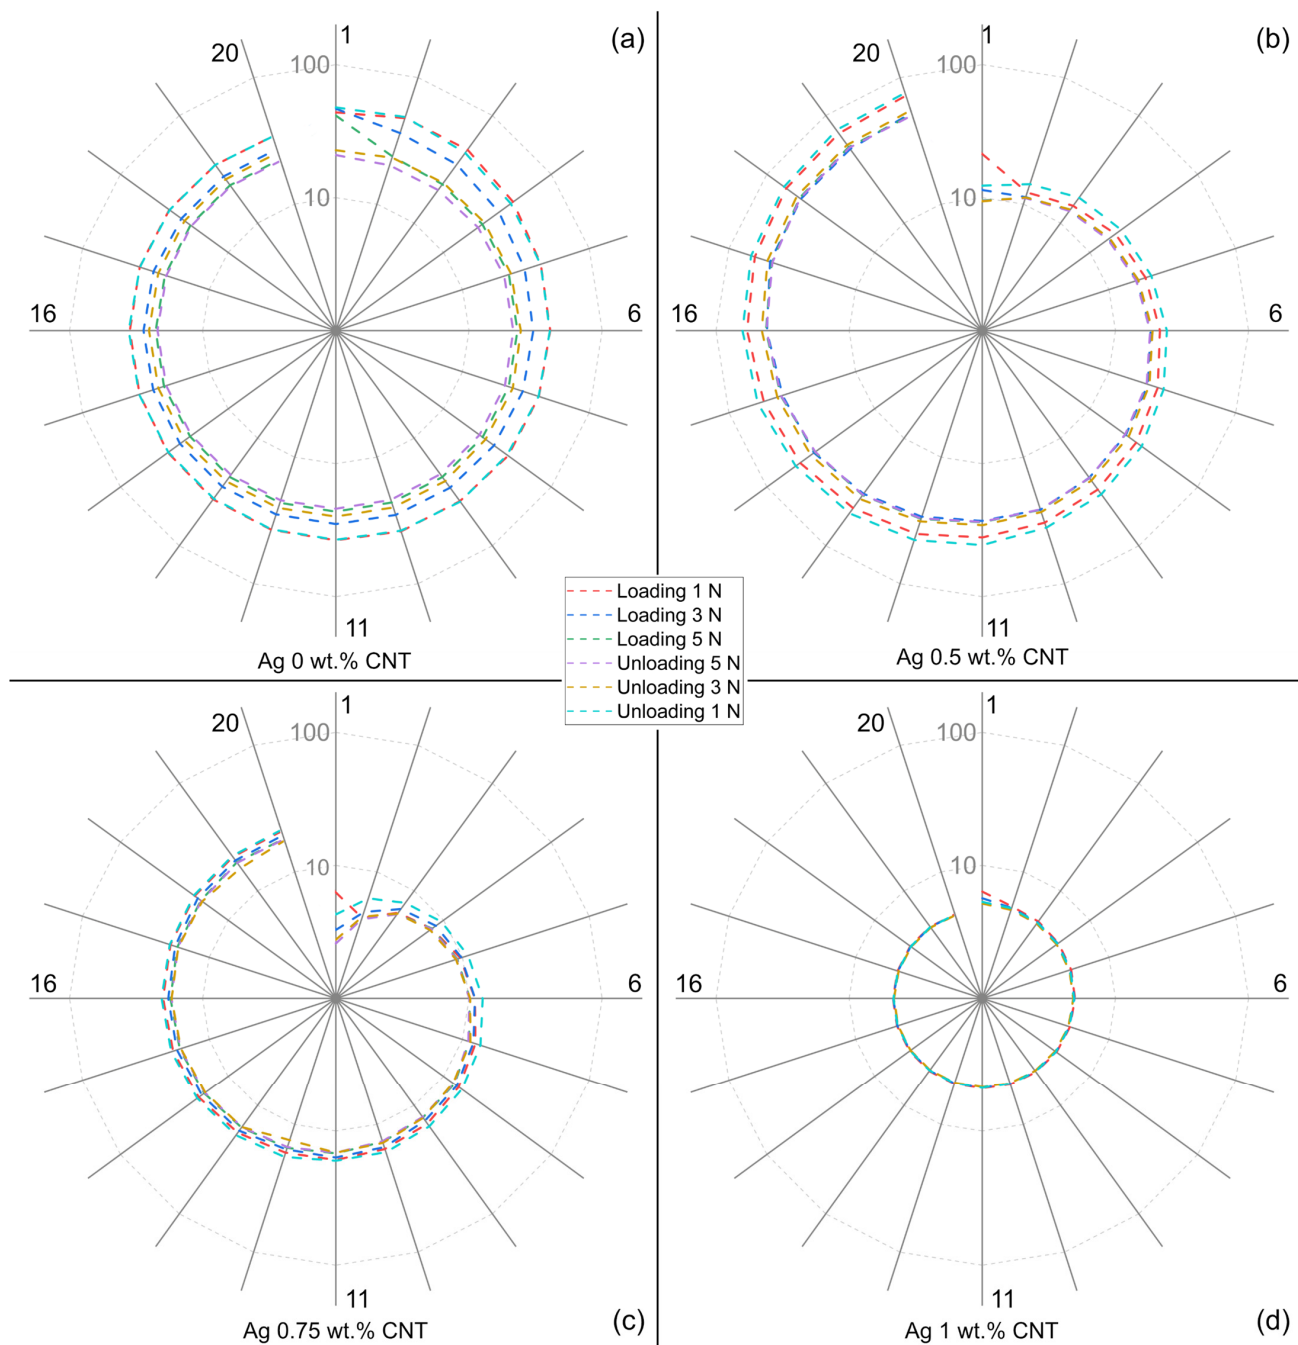 1
(a)
20
100
10
16
6
11
Ag 0 wt.% CNT
1
(b)
20
100
10
16
6
11
Ag 0.5 wt.% CNT
Loading 1 N
Loading 3 N
Loading 5 N
Unloading 5 N
Unloading 3 N
Unloading 1 N
1
20
100
10
16
6
11
Ag 0.75 wt.% CNT
(c)
1
20
100
10
16
6
11
Ag 1 wt.% CNT
(d)